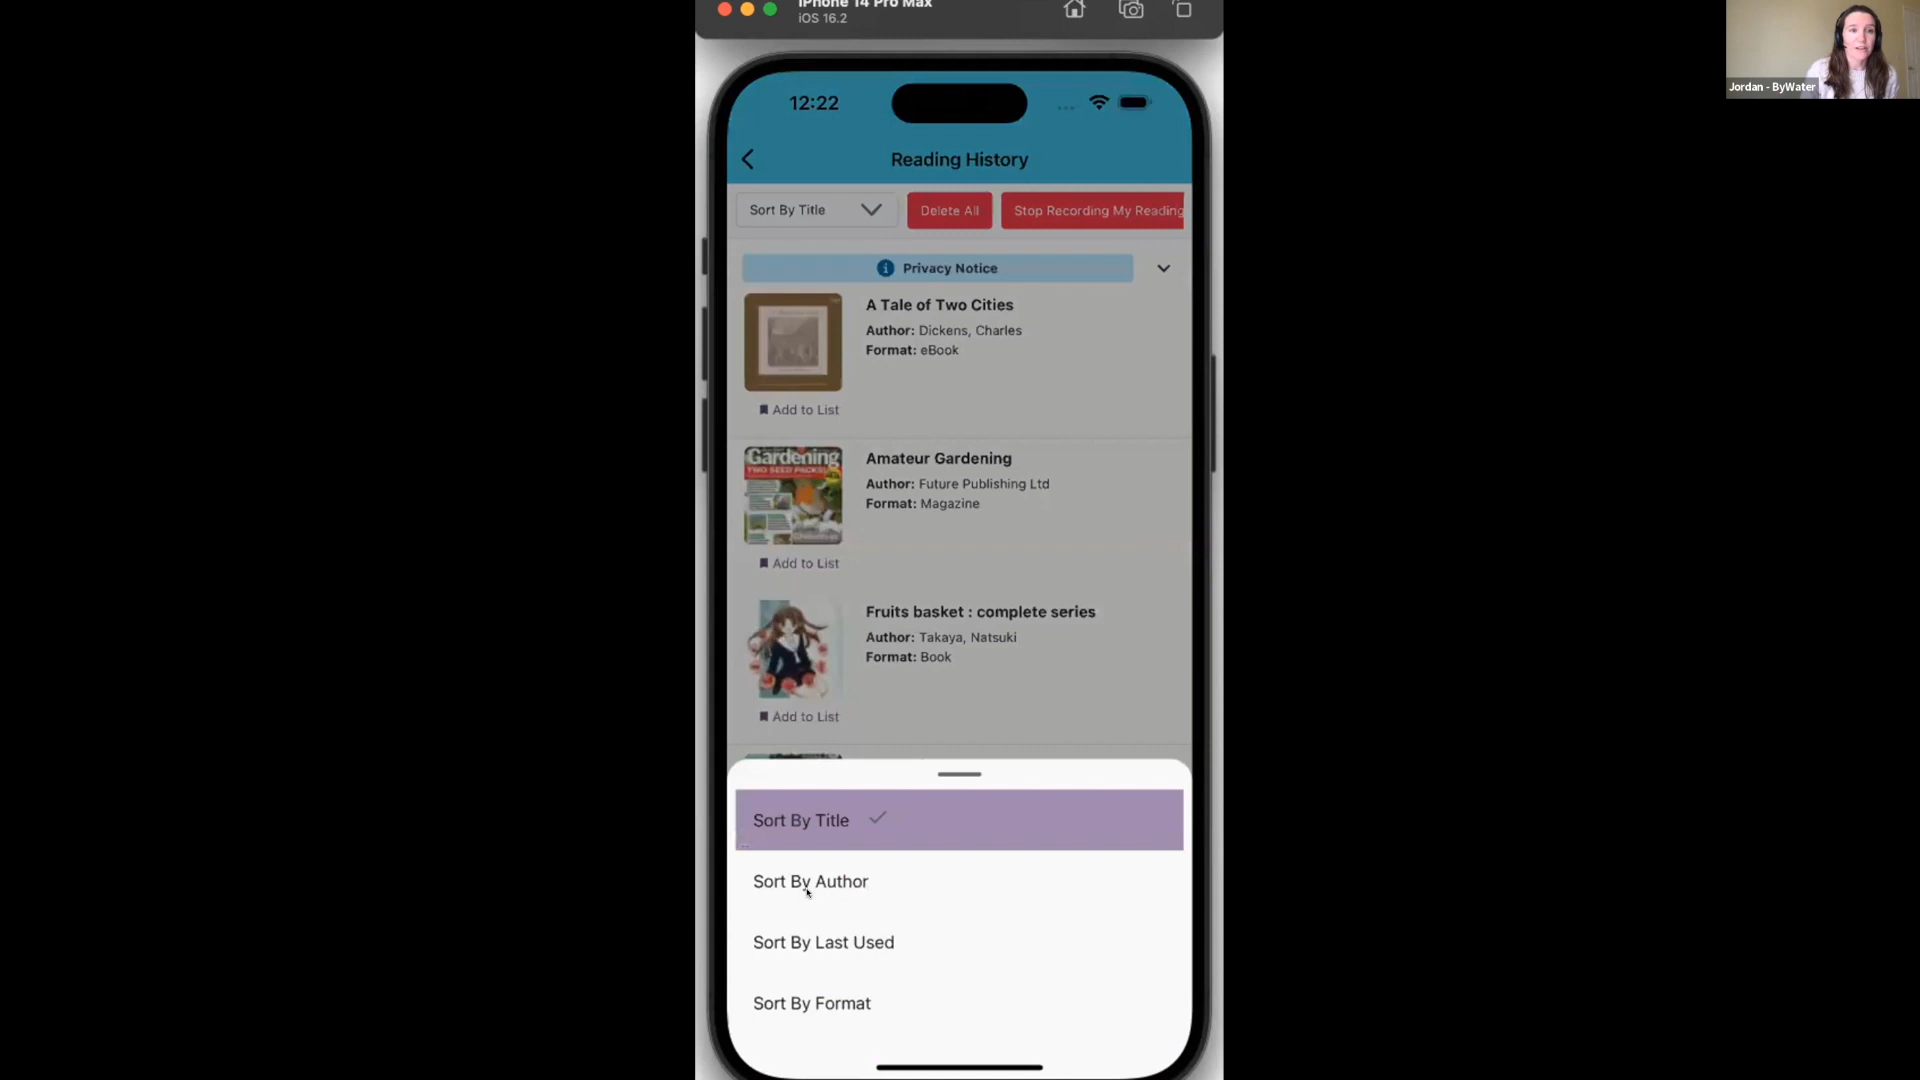 iPhone 14 Pro Max
iOS 16.2
Jordan - ByWater
12:22
Reading History
Sort By Title
Delete All
Stop Recording My Reading
Privacy Notice
A Tale of Two Cities
Author: Dickens, Charles
Format: eBook
Add to List
Amateur Gardening
Author: Future Publishing Ltd
Format: Magazine
Gardening
TWO SEED PACKS
Add to List
Fruits basket : complete series
Author: Takaya, Natsuki
Format: Book
Add to List
Sort By Title
Sort By Author
Sort By Last Used
Sort By Format